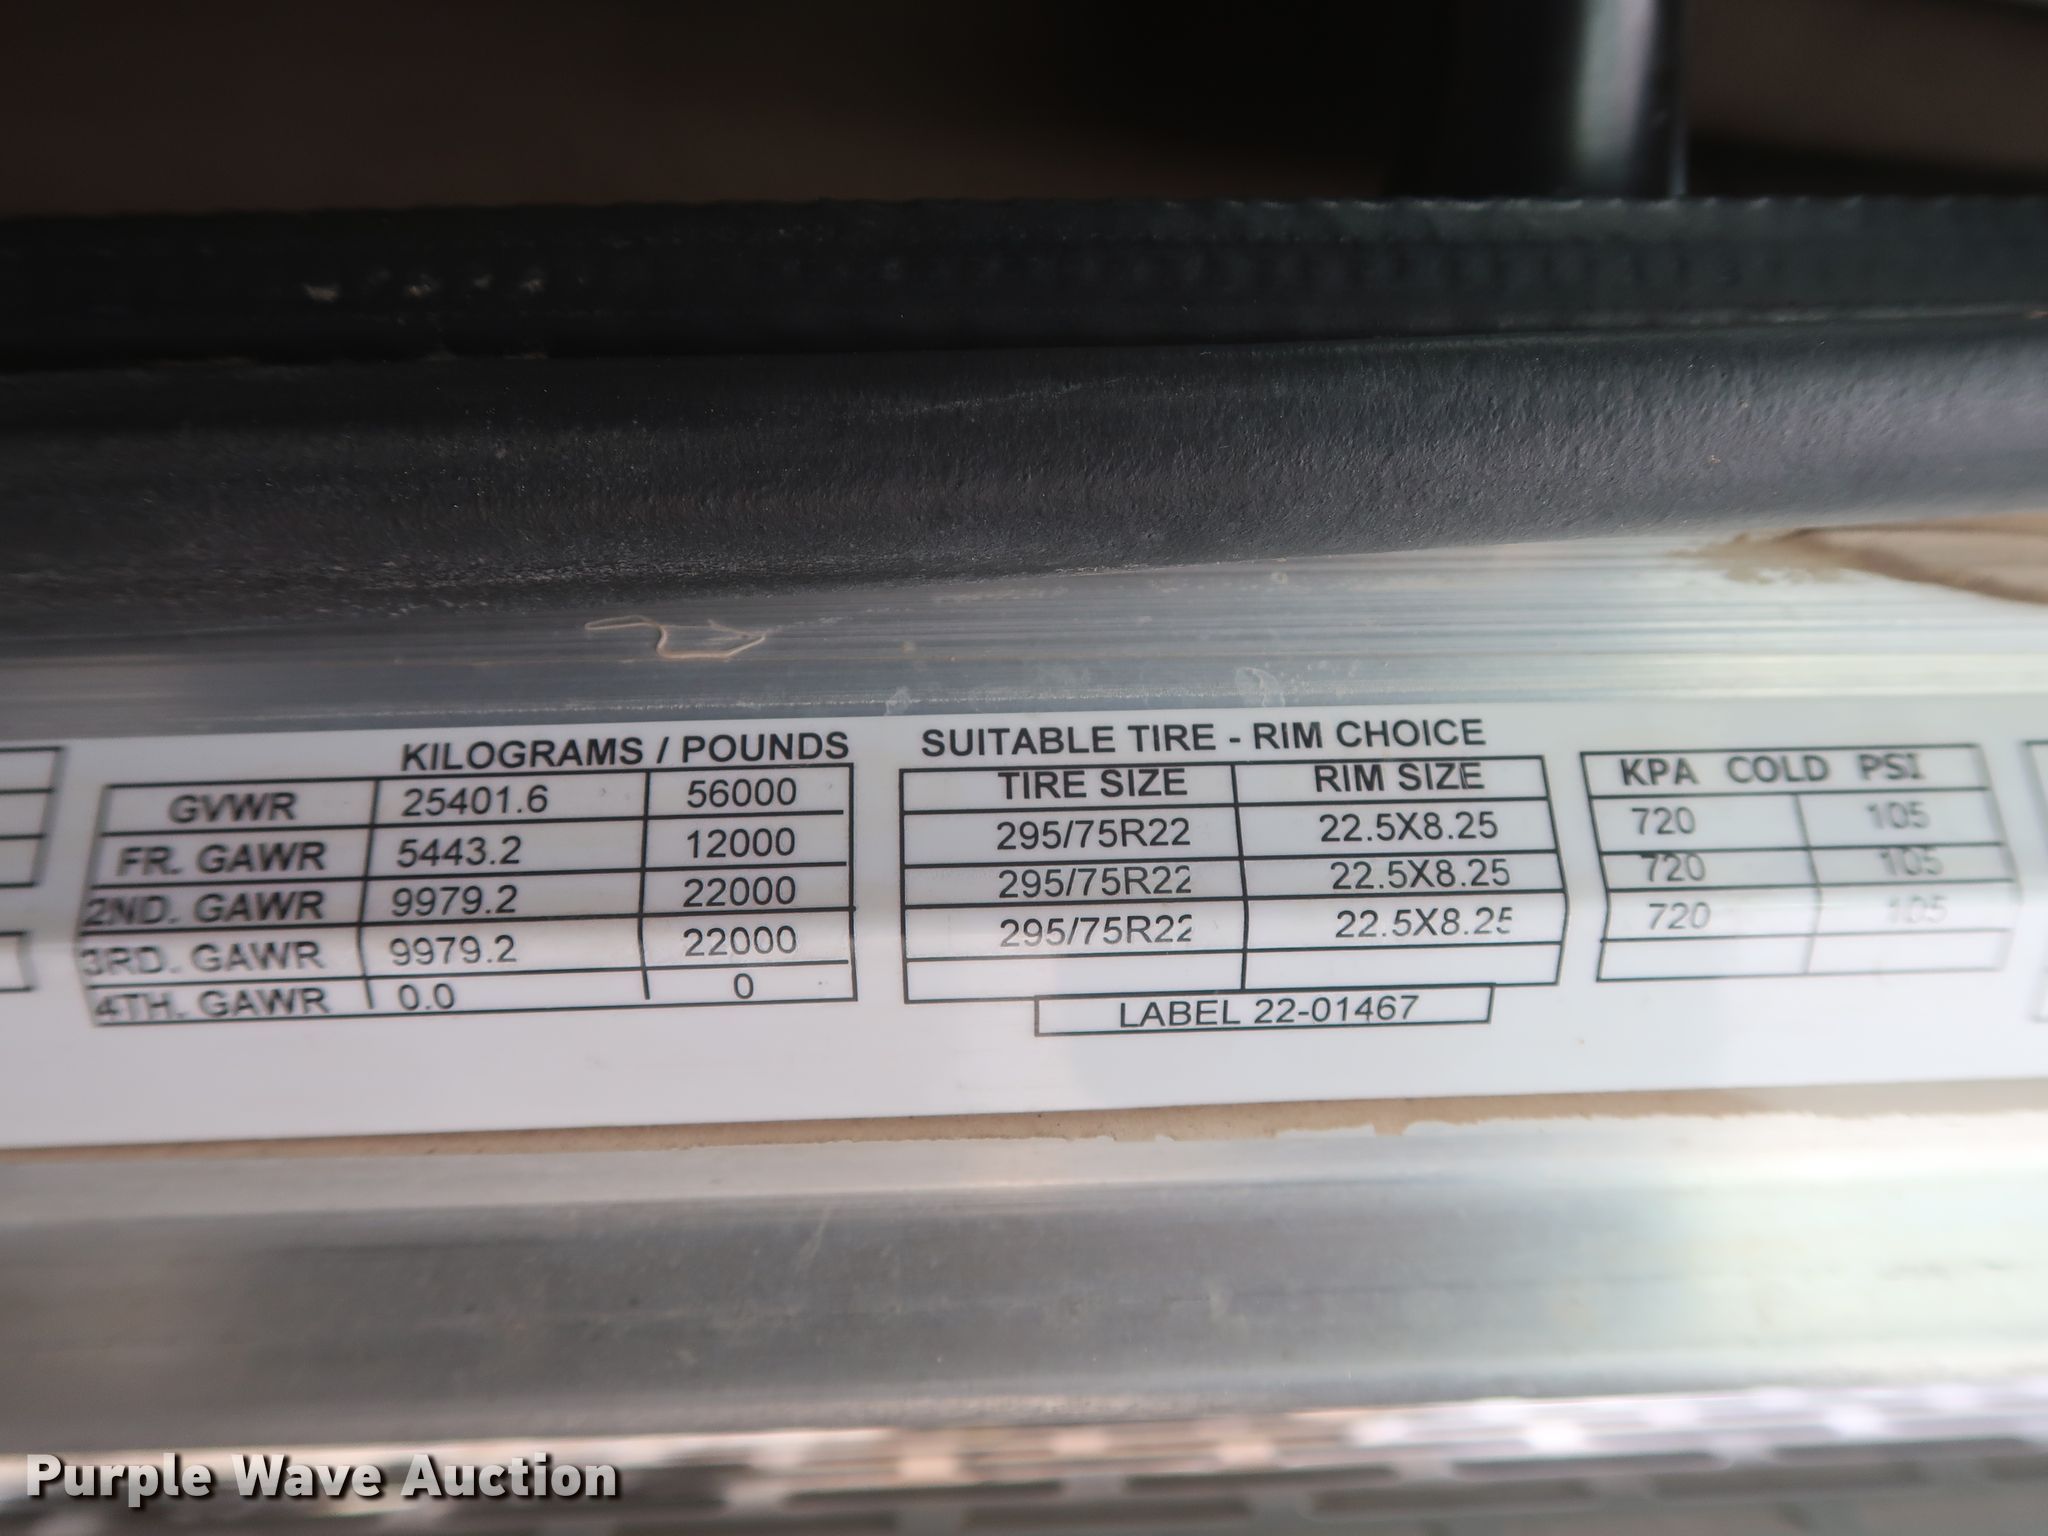 KILOGRAMS / POUNDS
GVWR 25401.6 56000
FR. GAWR 5443.2 12000
2ND. GAWR 9979.2 22000
3RD. GAWR 9979.2 22000
4TH. GAWR 0.0 0
SUITABLE TIRE - RIM CHOICE
TIRE SIZE RIM SIZE
295/75R22 22.5X8.25
295/75R22 22.5X8.25
295/75R22 22.5X8.25
LABEL 22-01467
KPA COLD PSI
720 105
720 105
720 105
Purple Wave Auction